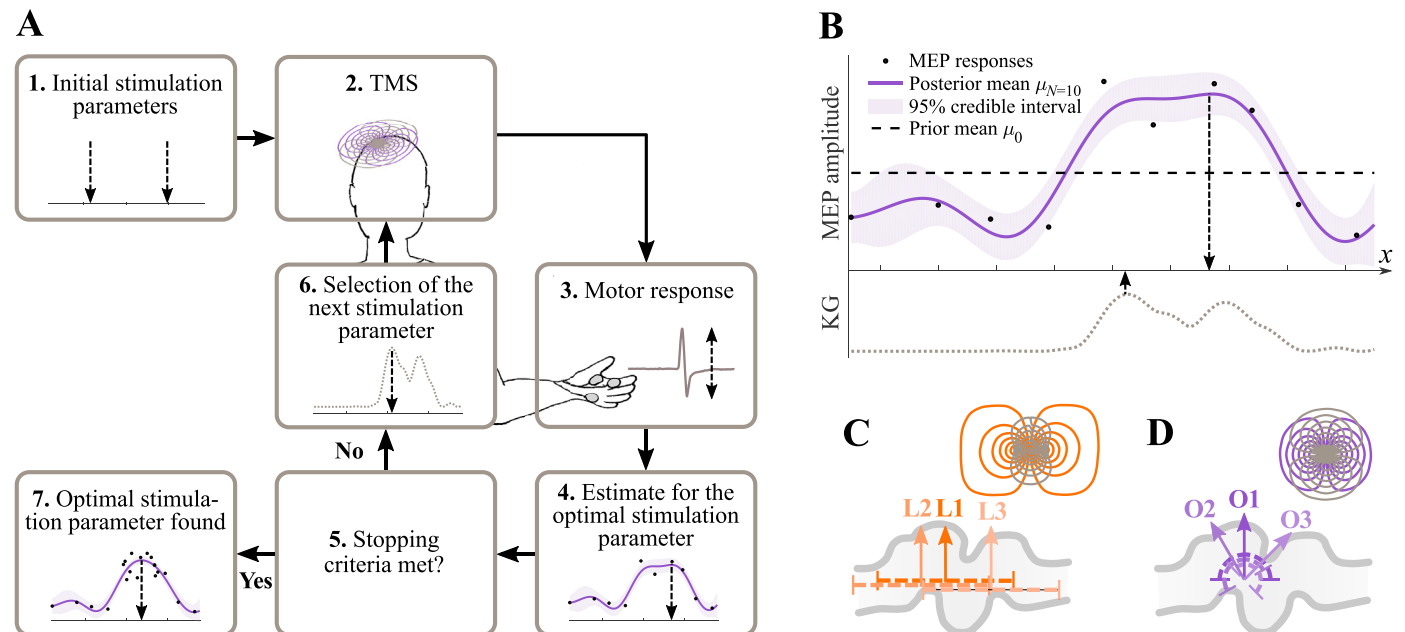 A
1. Initial stimulation
parameters
2. TMS
3. Motor response
6. Selection of the
next stimulation
parameter
No
7. Optimal stimula-
tion parameter found
Yes
5. Stopping
criteria met?
4. Estimate for the
optimal stimulation
parameter
B
MEP responses
Posterior mean μN=10
95% credible interval
Prior mean μ0
MEP amplitude
x
KG
C
L2 L1 L3
D
O2 O1 O3